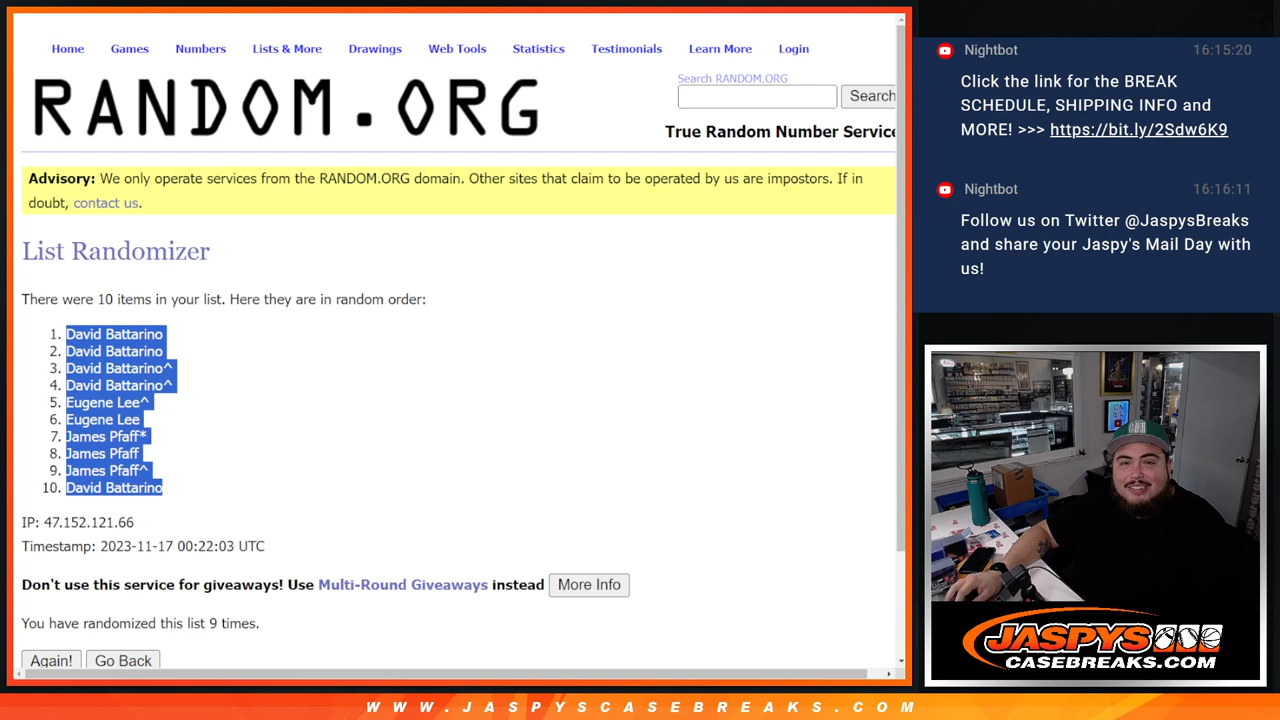 Home Games Numbers Lists & More Drawings Web Tools Statistics Testimonials Learn More Login
RANDOM.ORG
Search RANDOM.ORG
Search
True Random Number Service
Advisory: We only operate services from the RANDOM.ORG domain. Other sites that claim to be operated by us are impostors. If in
doubt, contact us.
List Randomizer
There were 10 items in your list. Here they are in random order:
1. David Battarino
2. David Battarino
3. David Battarino^
4. David Battarino^
5. Eugene Lee^
6. Eugene Lee
7. James Pfaff*
8. James Pfaff
9. James Pfaff^
10. David Battarino
IP: 47.152.121.66
Timestamp: 2023-11-17 00:22:03 UTC
Don't use this service for giveaways! Use Multi-Round Giveaways instead More Info
You have randomized this list 9 times.
Again! Go Back
Nightbot 16:15:20
Click the link for the BREAK
SCHEDULE, SHIPPING INFO and
MORE! >>> https://bit.ly/2Sdw6K9
Nightbot 16:16:11
Follow us on Twitter @JaspysBreaks
and share your Jaspy's Mail Day with
us!
JASPYS
CASEBREAKS.COM
WWW.JASPYSCASEBREAKS.COM